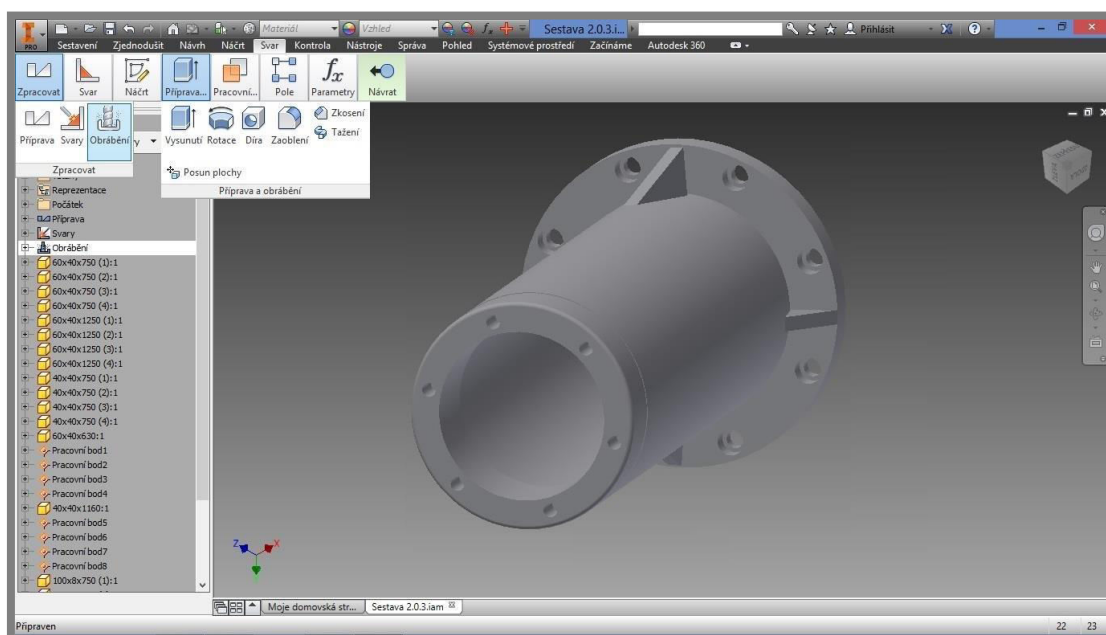 Materiál Vzhled fx Sestava 2.0.3.i... Přihlásit
PRO Sestavení Zjednodušit Návrh Náčrt Svar Kontrola Nástroje Správa Pohled Systémové prostředí Začínáme Autodesk 360
Zpracovat Svar Náčrt Příprava... Pracovní... Pole Parametry Návrat
Příprava Svary Obrábění Vysunutí Rotace Díra Zaoblení Zkosení
Tažení
Posun plochy
Zpracovat Příprava a obrábění
Reprezentace
Počátek
Příprava
Svary
Obrábění
60x40x750 (1):1
60x40x750 (2):1
60x40x750 (3):1
60x40x750 (4):1
60x40x1250 (1):1
60x40x1250 (2):1
60x40x1250 (3):1
60x40x1250 (4):1
40x40x750 (1):1
40x40x750 (2):1
40x40x750 (3):1
40x40x750 (4):1
60x40x630:1
Pracovní bod1
Pracovní bod2
Pracovní bod3
Pracovní bod4
40x40x1160:1
Pracovní bod5
Pracovní bod6
Pracovní bod7
Pracovní bod8
100x8x750 (1):1
Z X
Moje domovská str... Sestava 2.0.3.iam
Připraven 22 23